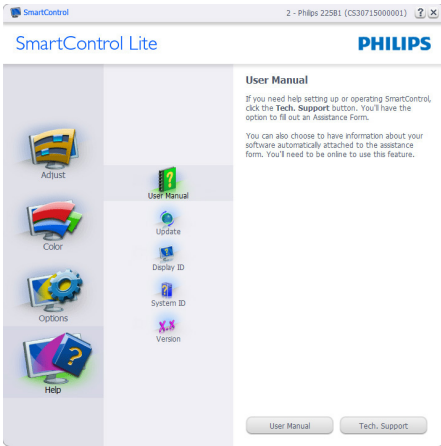 SmartControl
2 - Philips 225B1 (CS30715000001)
SmartControl Lite
PHILIPS
Adjust
Color
Options
Help
User Manual
Update
Display ID
System ID
X.X
Version
User Manual
If you need help setting up or operating SmartControl,
click the Tech. Support button. You'll have the
option to fill out an Assistance Form.
You can also choose to have information about your
software automatically attached to the assistance
form. You'll need to be online to use this feature.
User Manual
Tech. Support